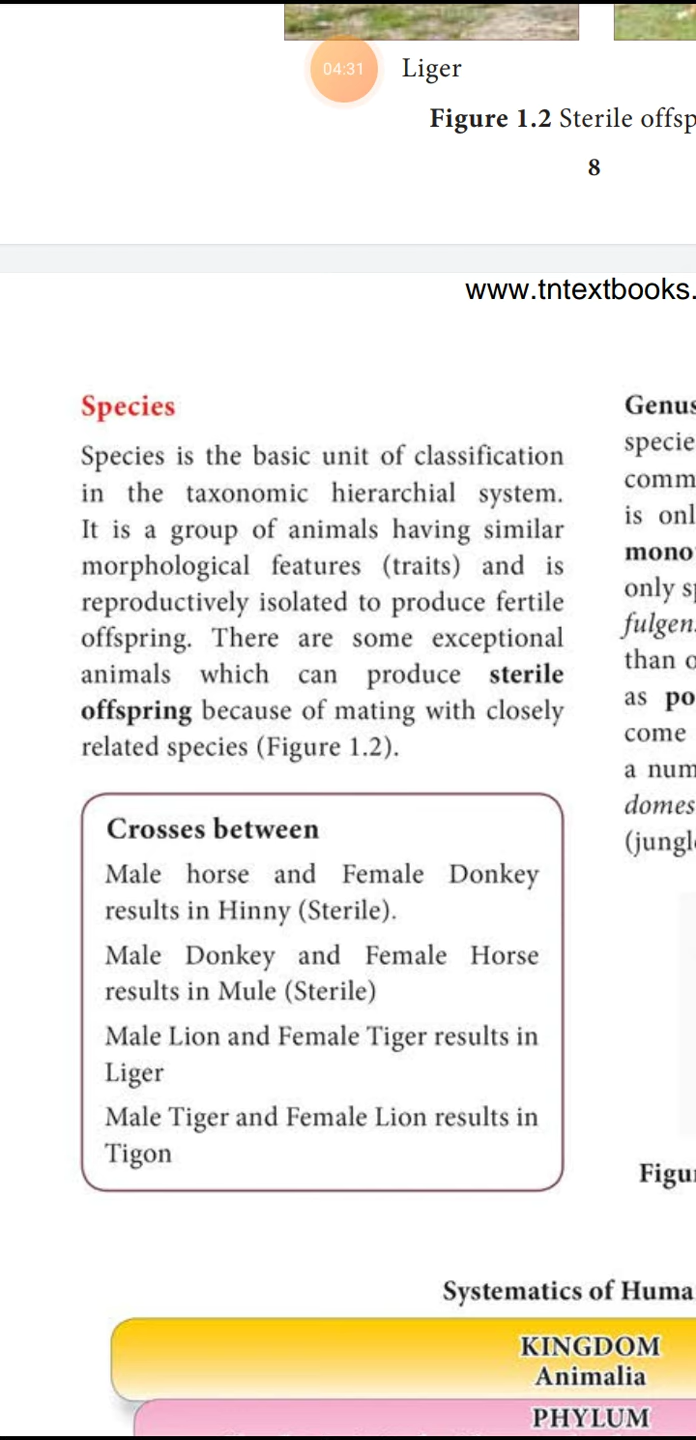 04:31
Liger
Figure 1.2 Sterile offsp
8
www.tntextbooks.
Species
Species is the basic unit of classification
in the taxonomic hierarchial system.
It is a group of animals having similar
morphological features (traits) and is
reproductively isolated to produce fertile
offspring. There are some exceptional
animals which can produce sterile
offspring because of mating with closely
related species (Figure 1.2).
Crosses between
Male horse and Female Donkey
results in Hinny (Sterile).
Male Donkey and Female Horse
results in Mule (Sterile)
Male Lion and Female Tiger results in
Liger
Male Tiger and Female Lion results in
Tigon
Genus
specie
comm
is onl
mono
only sp
fulgens
than o
as po
come
a num
domes
(jungle
Figu
Systematics of Huma
KINGDOM
Animalia
PHYLUM